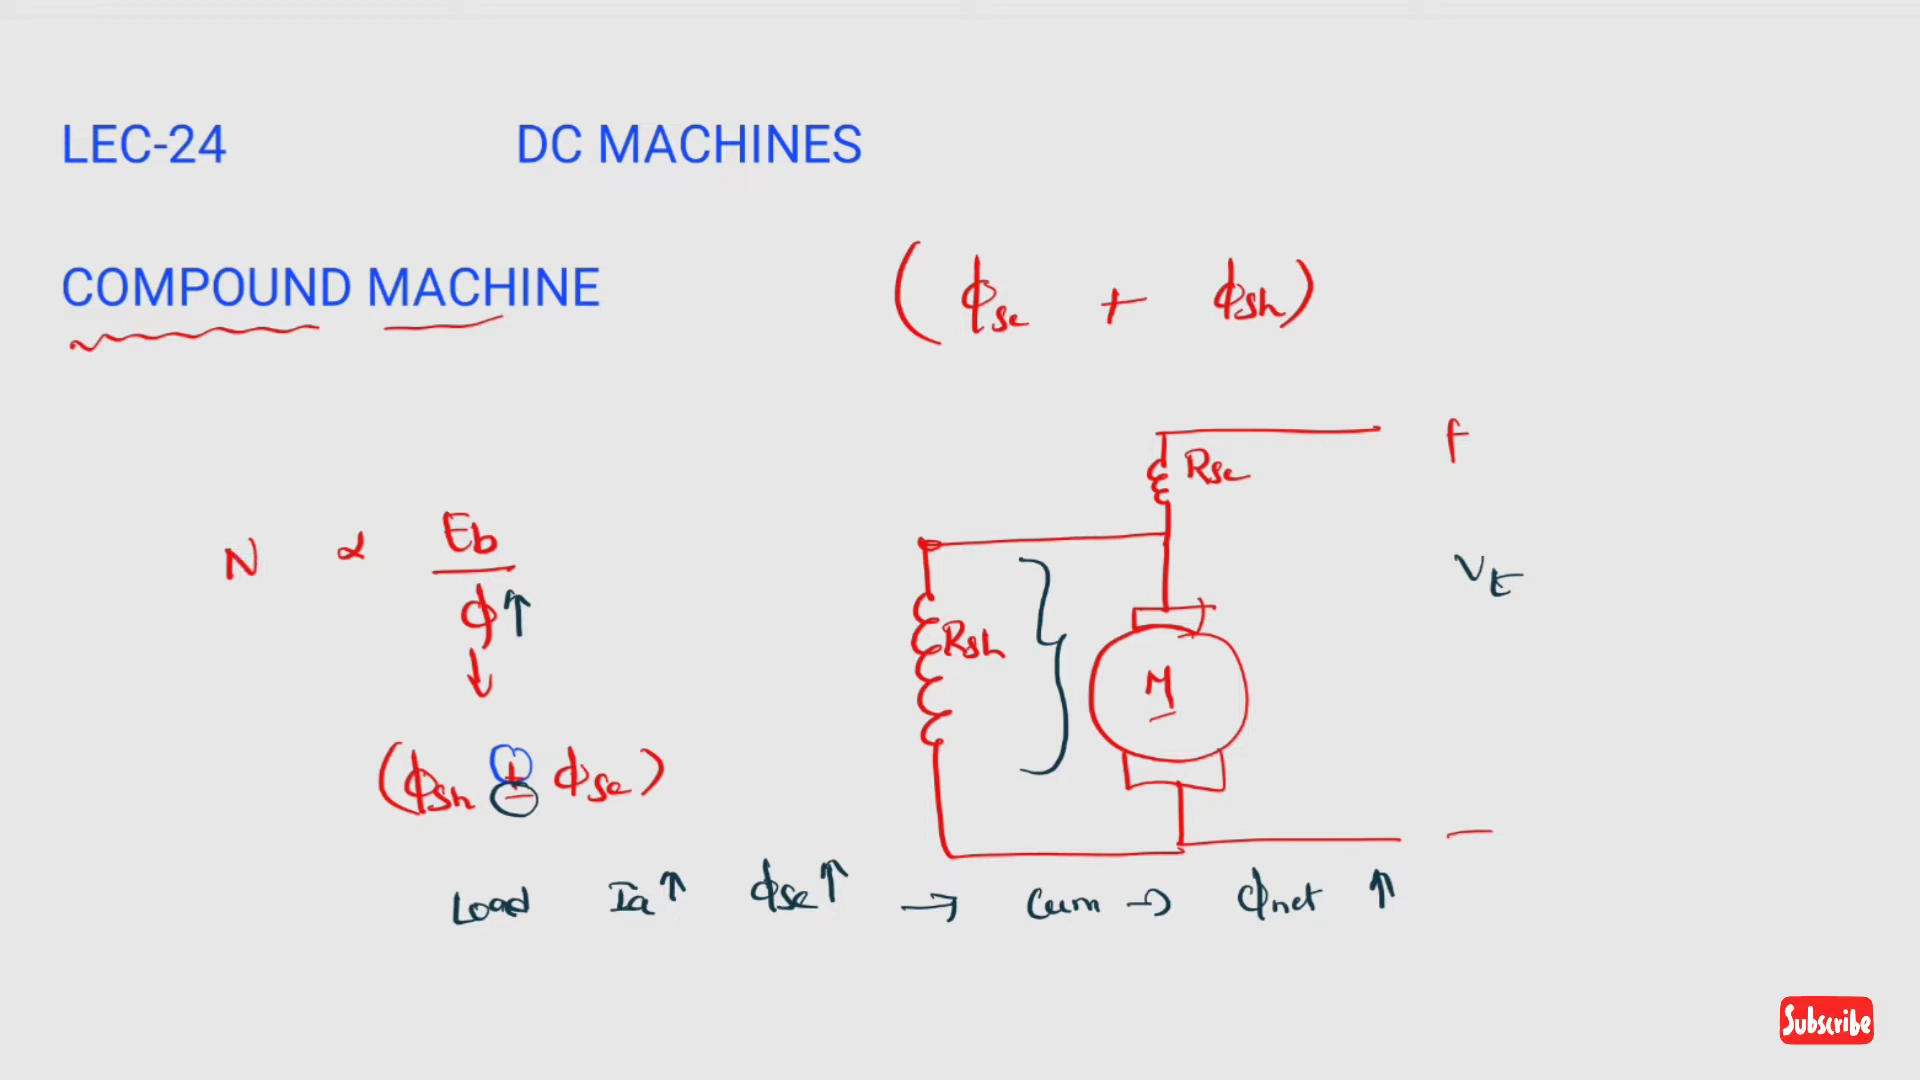 LEC-24 DC MACHINES
COMPOUND MACHINE
(ϕse + ϕsh)
N ∝ Eb / ϕ↑
↓
(ϕsh ± ϕse)
Rse
+
Rsh
M
Vt
—
Load Ia↑ ϕse↑ → Cum → ϕnet ↑
Subscribe